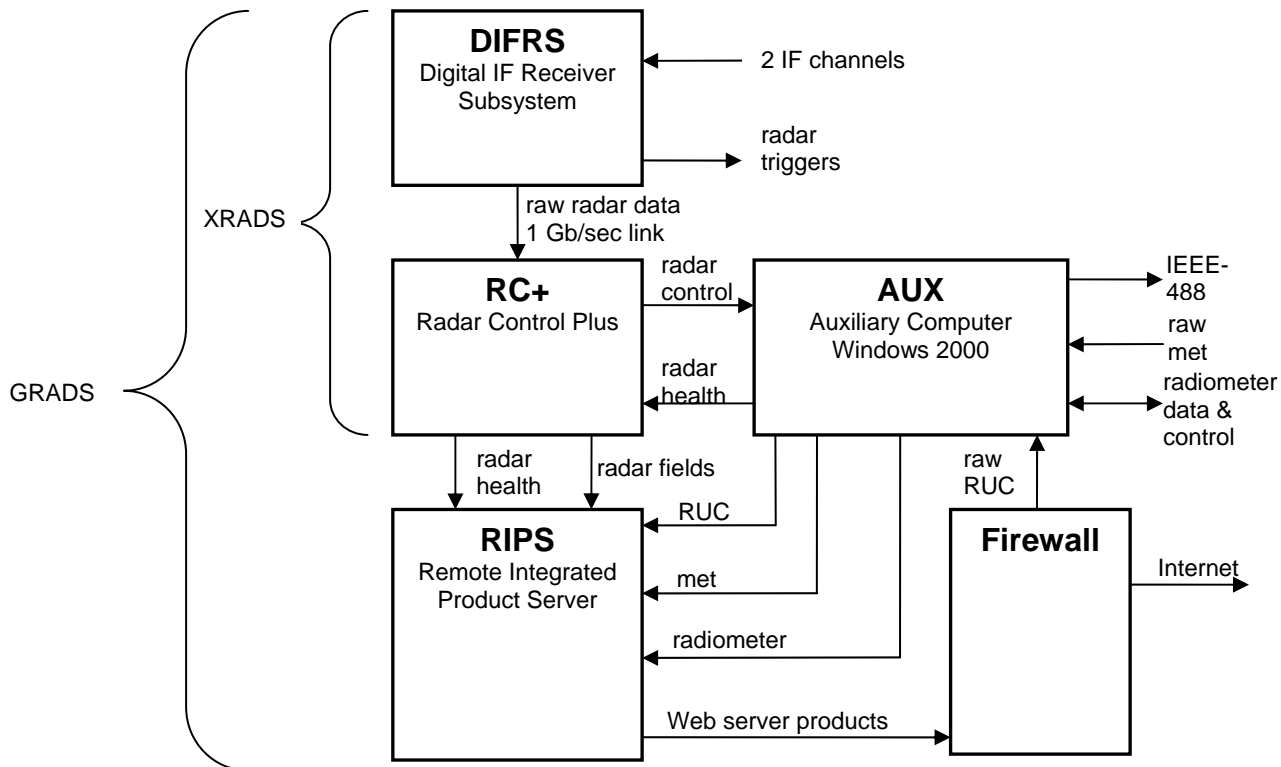 DIFRS
Digital IF Receiver
Subsystem
2 IF channels
radar
triggers
raw radar data
1 Gb/sec link
XRADS
GRADS
RC+
Radar Control Plus
radar
control
radar
health
AUX
Auxiliary Computer
Windows 2000
IEEE-
488
raw
met
radiometer
data &
control
radar
health
radar fields
raw
RUC
RIPS
Remote Integrated
Product Server
RUC
met
radiometer
Web server products
Firewall
Internet